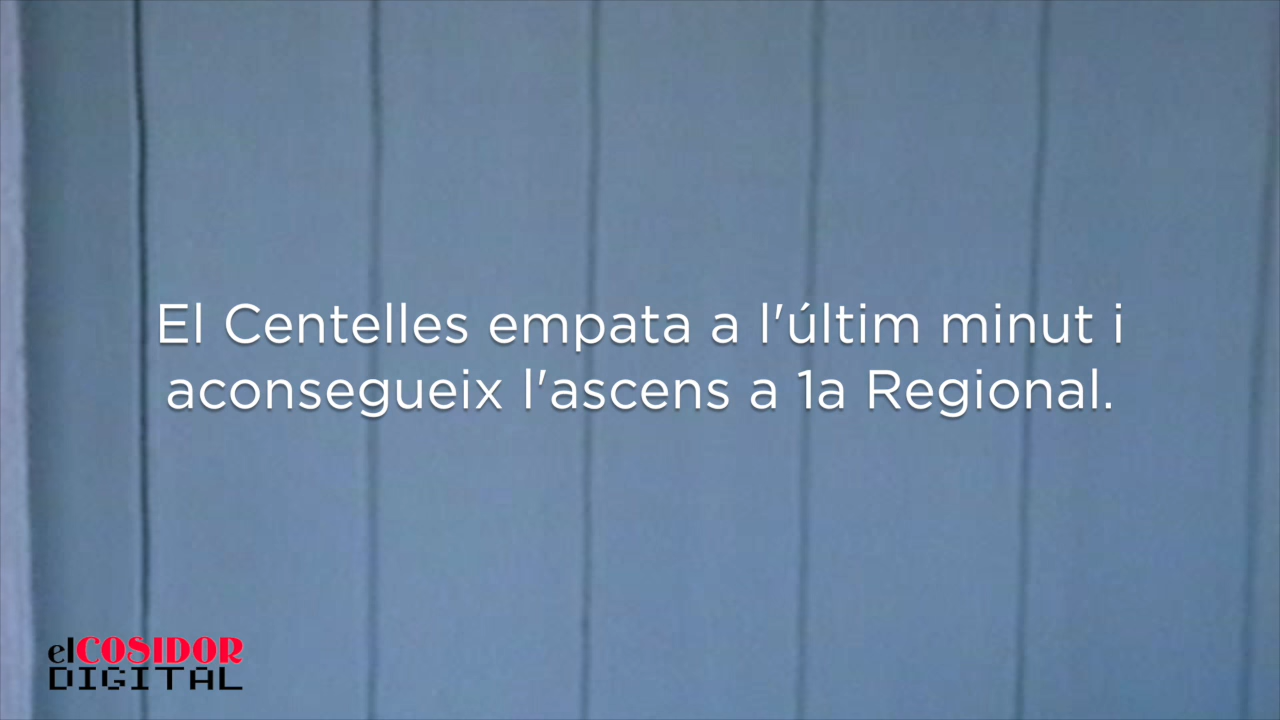 El Centelles empata a l'últim minut i
aconsegueix l'ascens a 1a Regional.
elCOSIDOR
DIGITAL